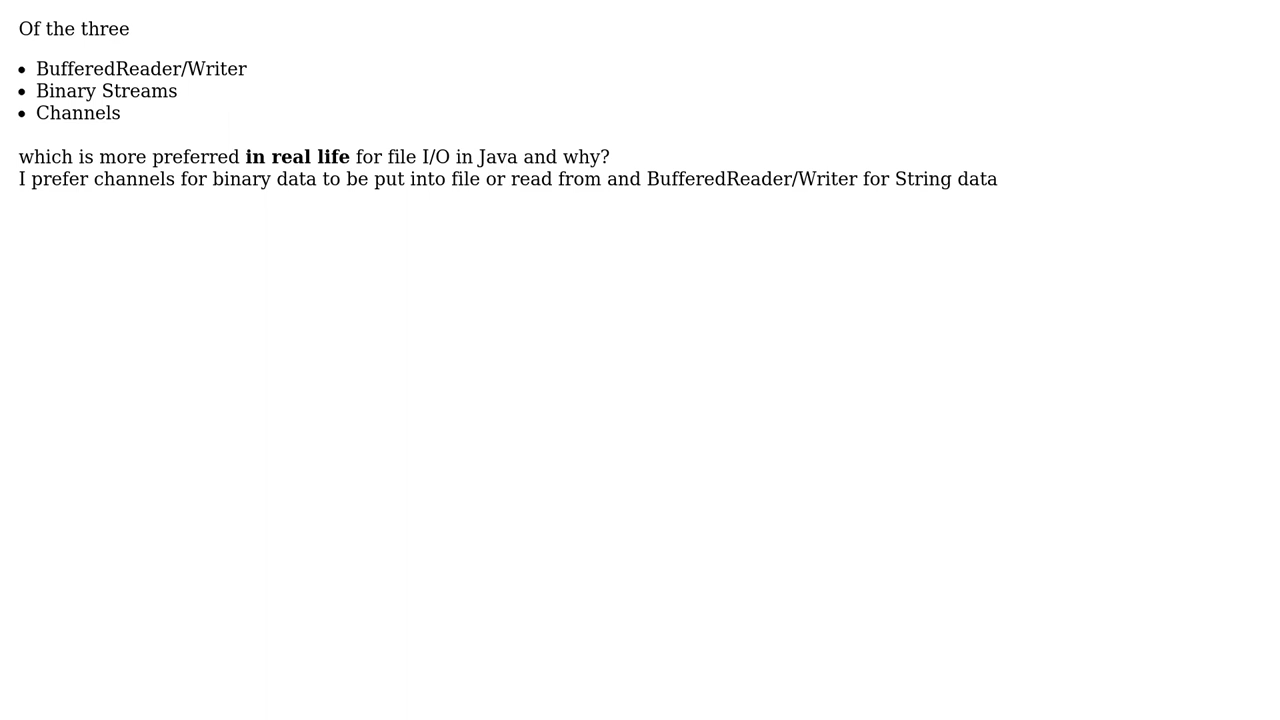 Of the three
• BufferedReader/Writer
• Binary Streams
• Channels
which is more preferred in real life for file I/O in Java and why?
I prefer channels for binary data to be put into file or read from and BufferedReader/Writer for String data